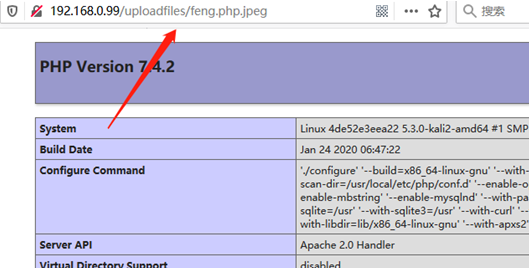 192.168.0.99/uploadfiles/feng.php.jpeg
搜索
PHP Version 7.4.2
System Linux 4de52e3eea22 5.3.0-kali2-amd64 #1 SMP
Build Date Jan 24 2020 06:47:22
Configure Command './configure' '--build=x86_64-linux-gnu' '--with-
scan-dir=/usr/local/etc/php/conf.d' '--enable-o
enable-mbstring' '--enable-mysqlnd' '--with-pa
sqlite=/usr' '--with-sqlite3=/usr' '--with-curl' '--
with-libdir=lib/x86_64-linux-gnu' '--with-apxs2'
Server API Apache 2.0 Handler
Virtual Directory Support disabled